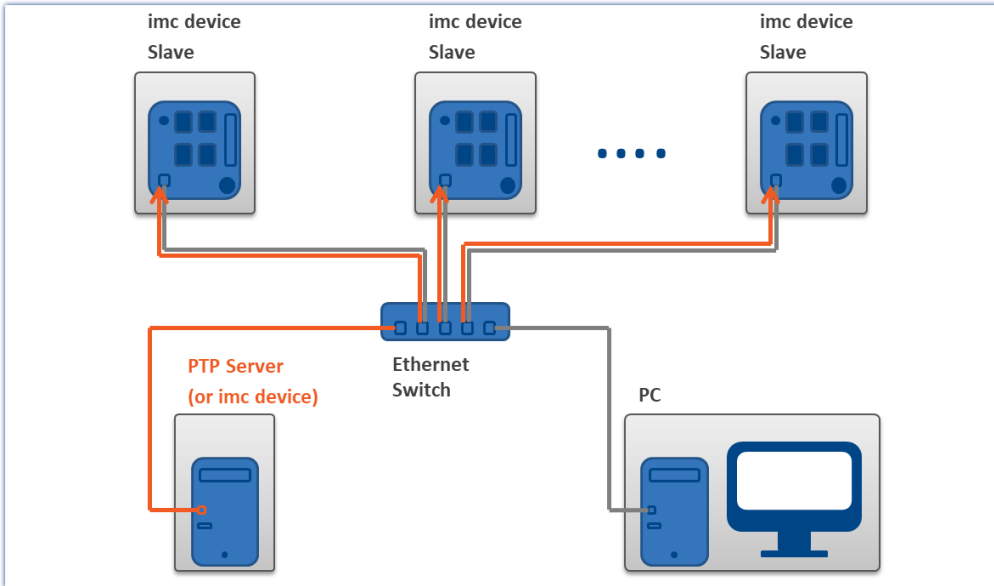 imc device
Slave
imc device
Slave
imc device
Slave
PTP Server
(or imc device)
Ethernet
Switch
PC